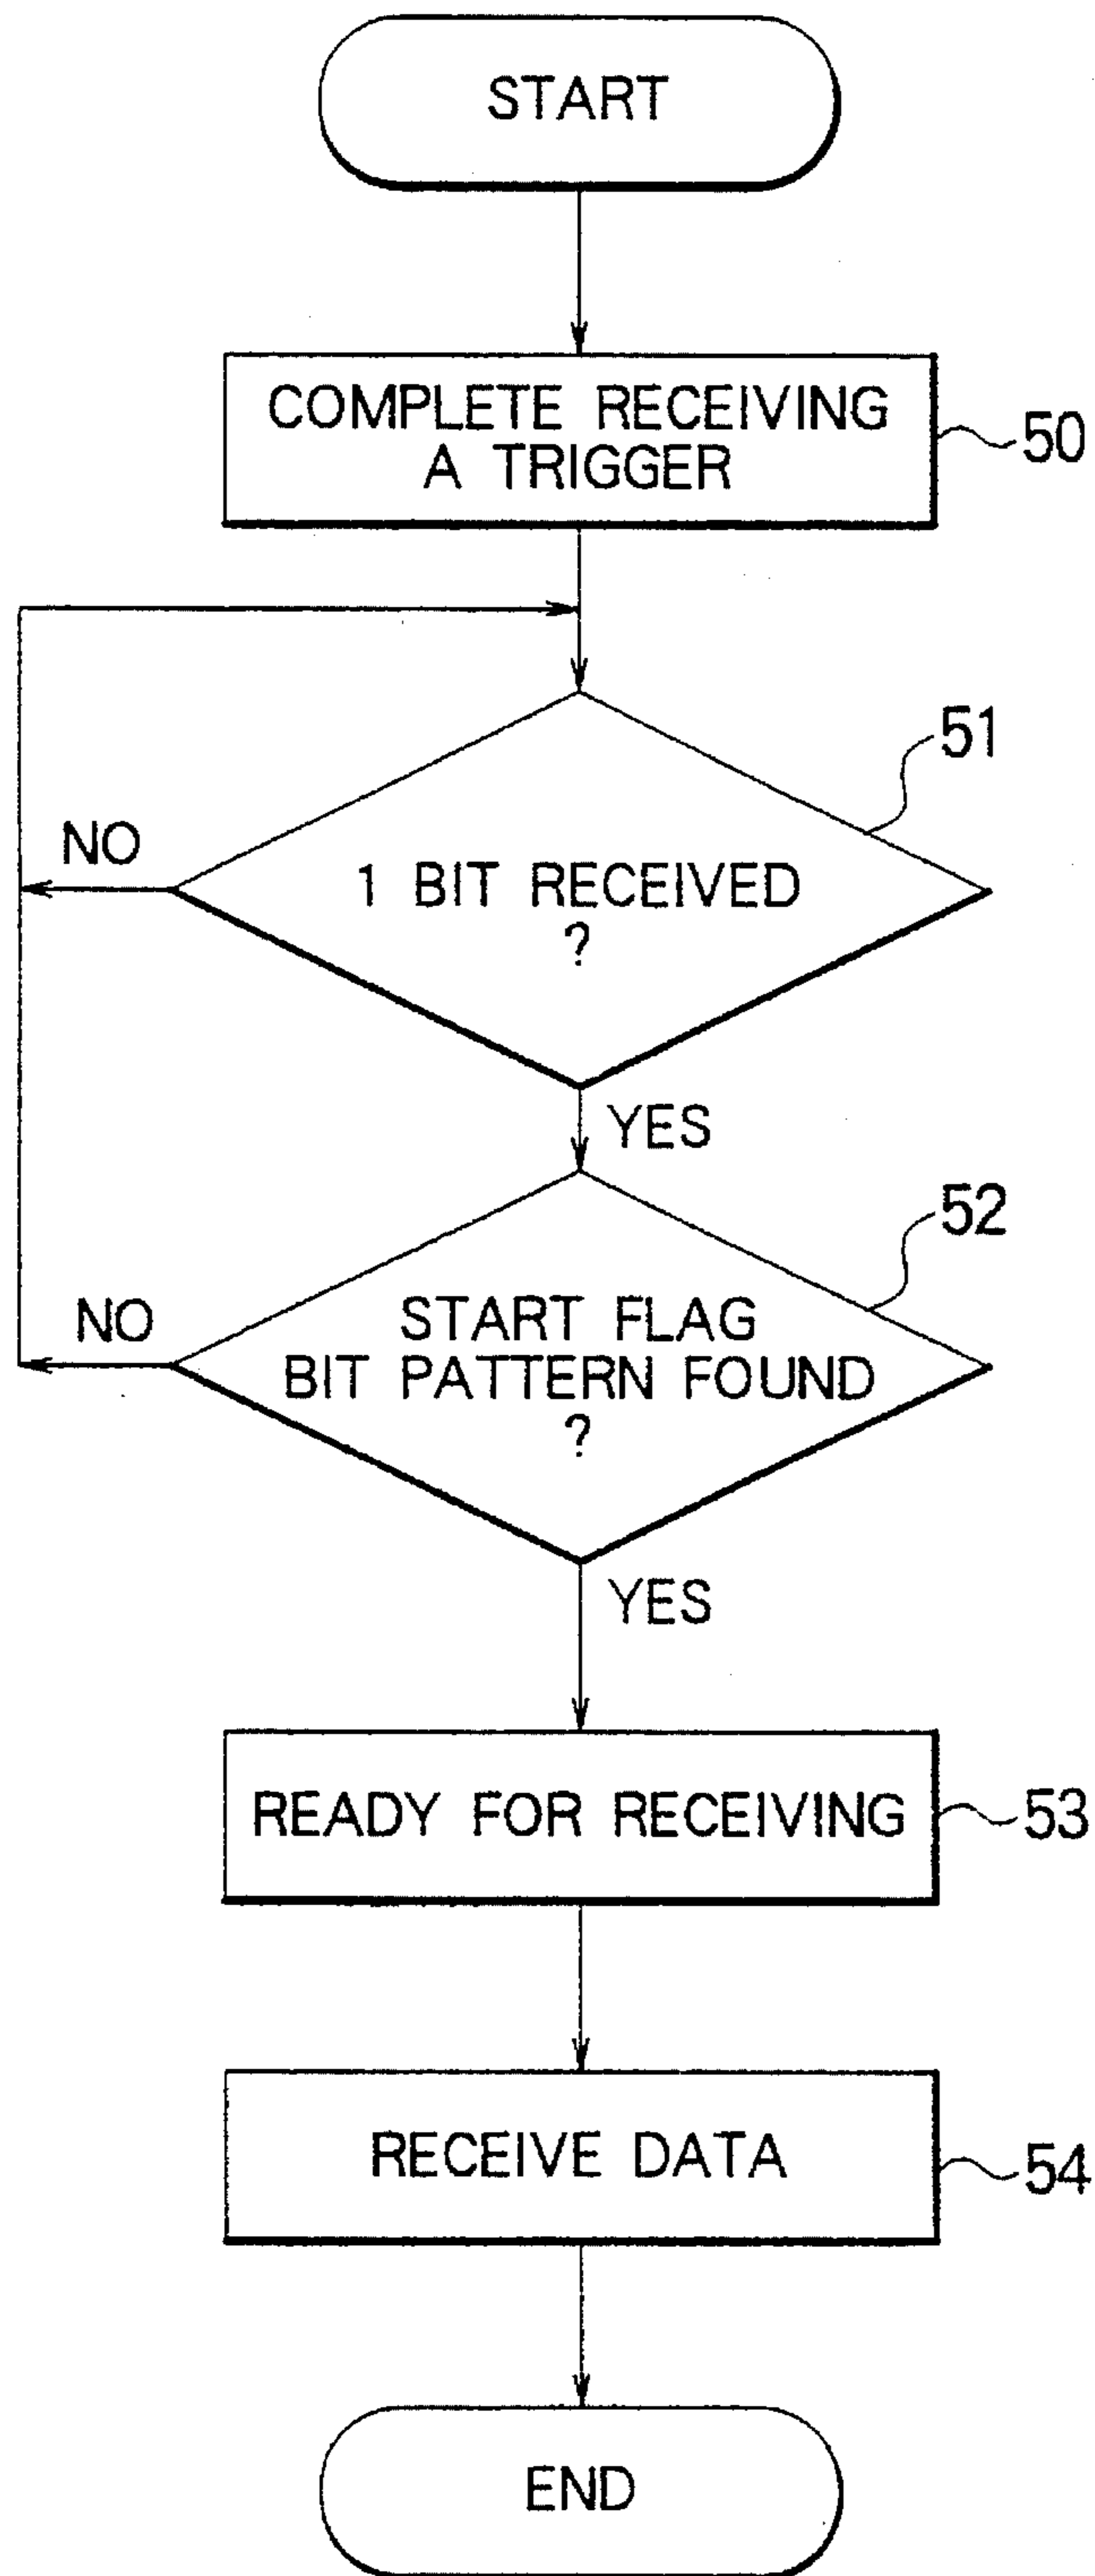 START
COMPLETE RECEIVING
A TRIGGER
50
51
NO
1 BIT RECEIVED
?
YES
52
NO
START FLAG
BIT PATTERN FOUND
?
YES
READY FOR RECEIVING
53
RECEIVE DATA
54
END